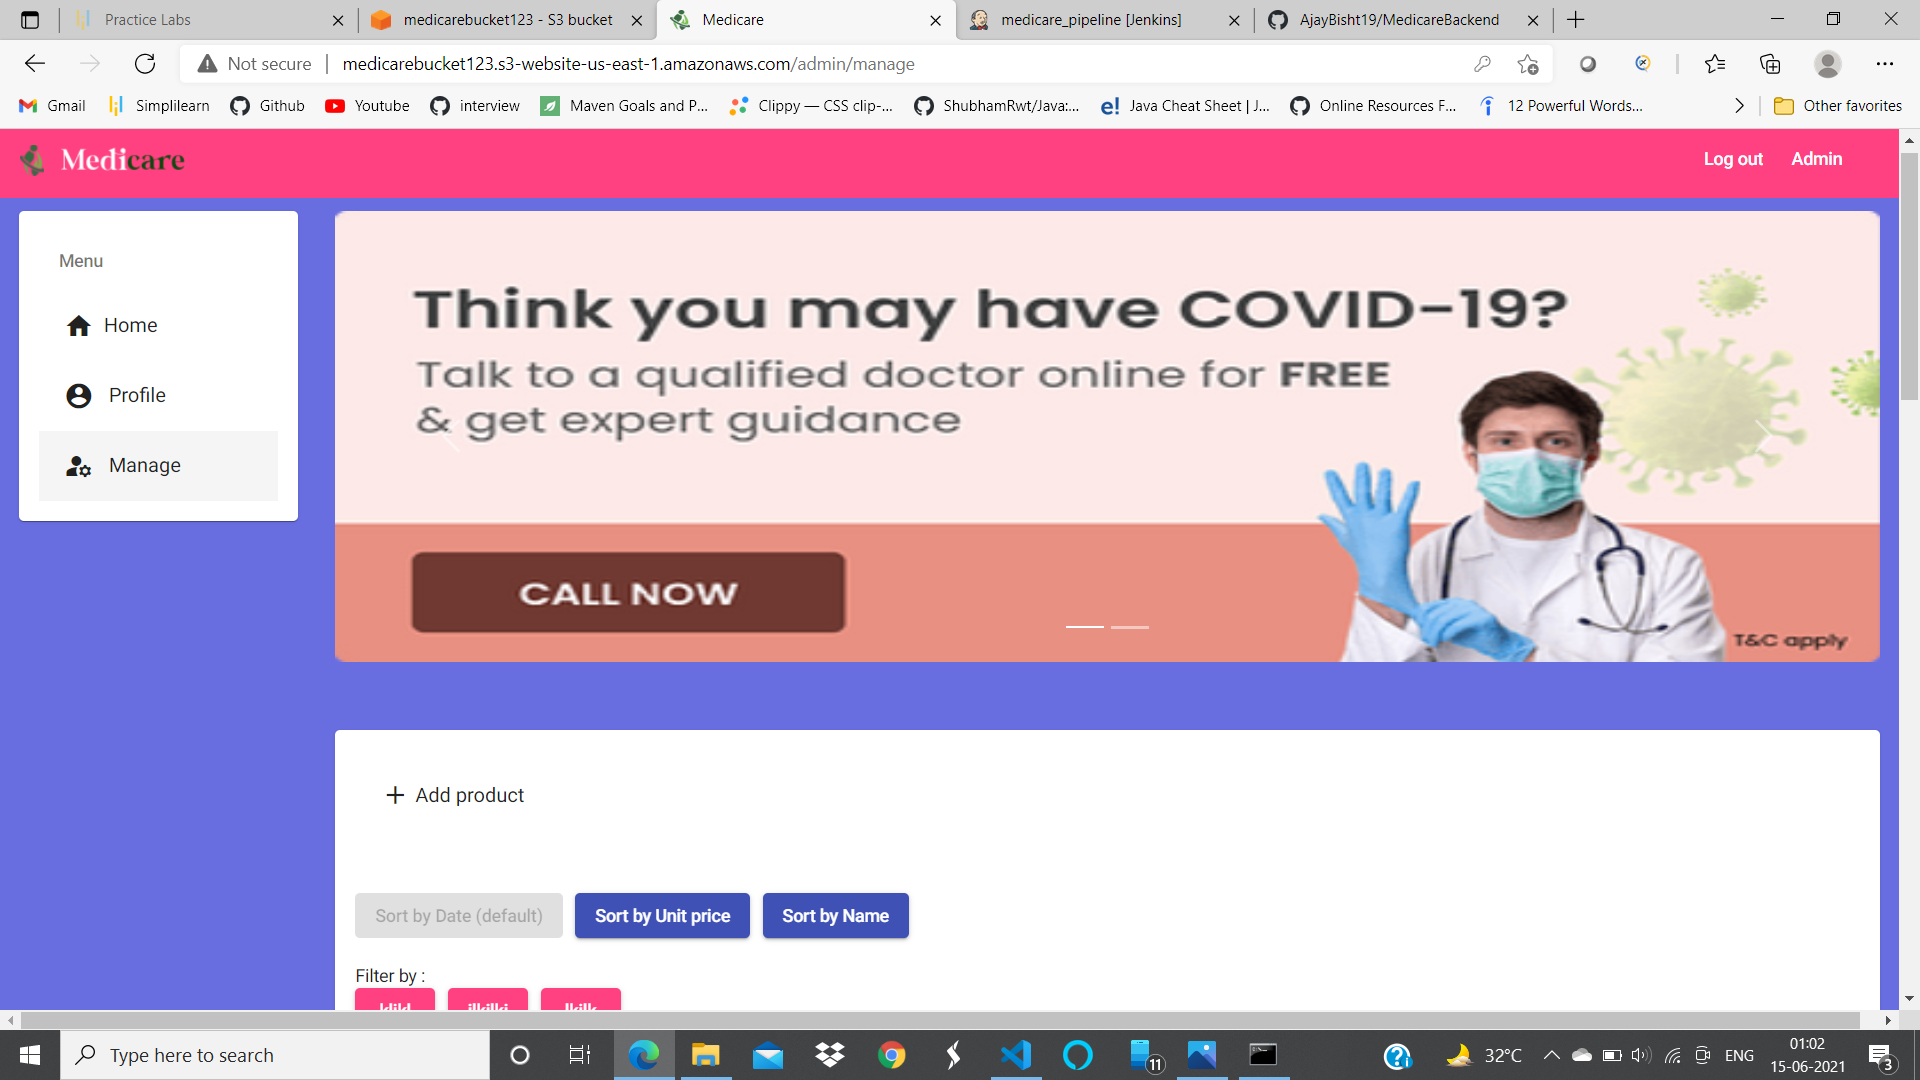 Practice Labs
medicarebucket123 - S3 bucket
Medicare
medicare_pipeline [Jenkins]
AjayBisht19/MedicareBackend
Not secure
medicarebucket123.s3-website-us-east-1.amazonaws.com/admin/manage
Gmail
Simplilearn
Github
Youtube
interview
Maven Goals and P...
Clippy — CSS clip-...
ShubhamRwt/Java:...
e! Java Cheat Sheet | J...
Online Resources F...
12 Powerful Words...
Other favorites
Medicare
Log out
Admin
Menu
Home
Profile
Manage
Think you may have COVID-19?
Talk to a qualified doctor online for FREE
& get expert guidance
CALL NOW
T&C apply
Add product
Sort by Date (default)
Sort by Unit price
Sort by Name
Filter by :
Type here to search
11
32°C
ENG
01:02
15-06-2021
3